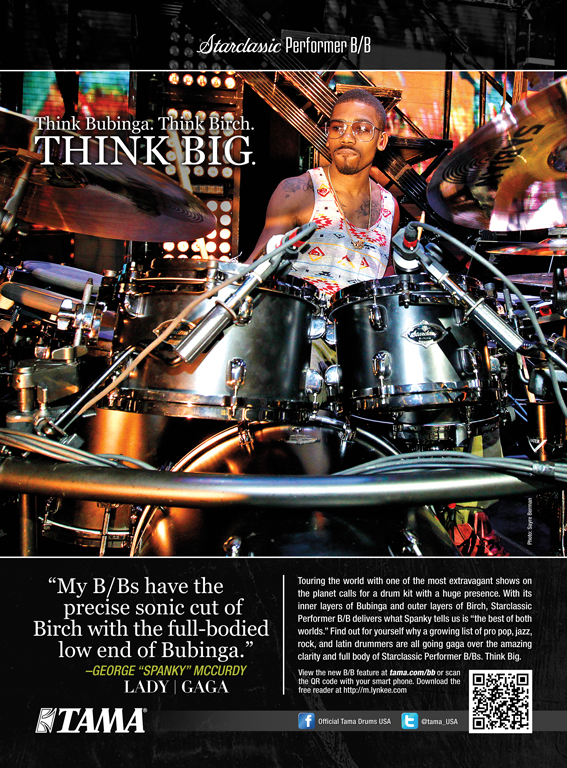 Starclassic Performer B/B
Think Bubinga. Think Birch.
THINK BIG.
Starclassic
Photo: Sayre Berman
“My B/Bs have the
precise sonic cut of
Birch with the full-bodied
low end of Bubinga.”
–GEORGE “SPANKY” MCCURDY
LADY | GAGA
Touring the world with one of the most extravagant shows on
the planet calls for a drum kit with a huge presence. With its
inner layers of Bubinga and outer layers of Birch, Starclassic
Performer B/B delivers what Spanky tells us is “the best of both
worlds.” Find out for yourself why a growing list of pro pop, jazz,
rock, and latin drummers are all going gaga over the amazing
clarity and full body of Starclassic Performer B/Bs. Think Big.
View the new B/B feature at tama.com/bb or scan
the QR code with your smart phone. Download the
free reader at http://m.lynkee.com
TAMA®
Official Tama Drums USA
@tama_USA